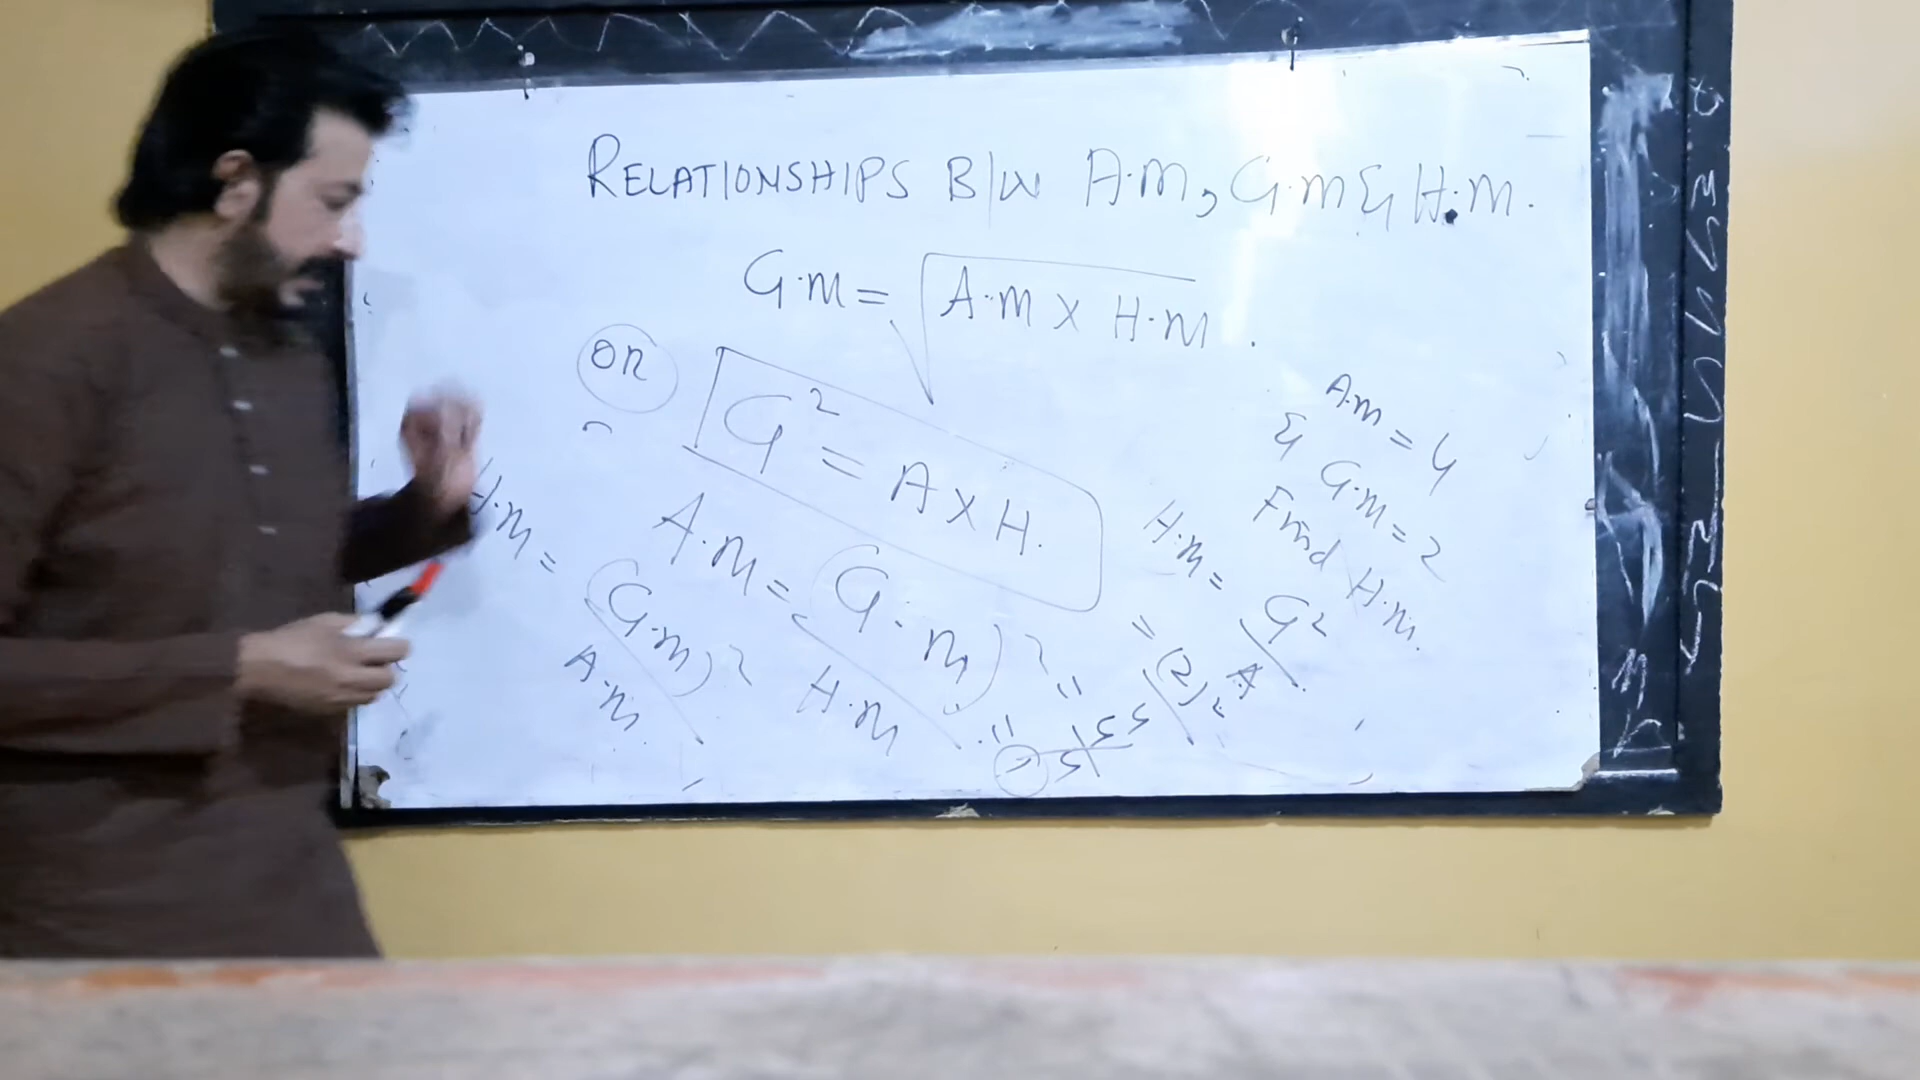 RELATIONSHIPS B/W A.M, G.M & H.M.
G.M = √A.M X H.M.
OR
G² = A X H.
A.M = (G.M)² / H.M
H.M = (G.M)² / A.M.
A.M = 4
& G.M = 2
Find H.M.
H.M = G² / A
= (2)² / 4